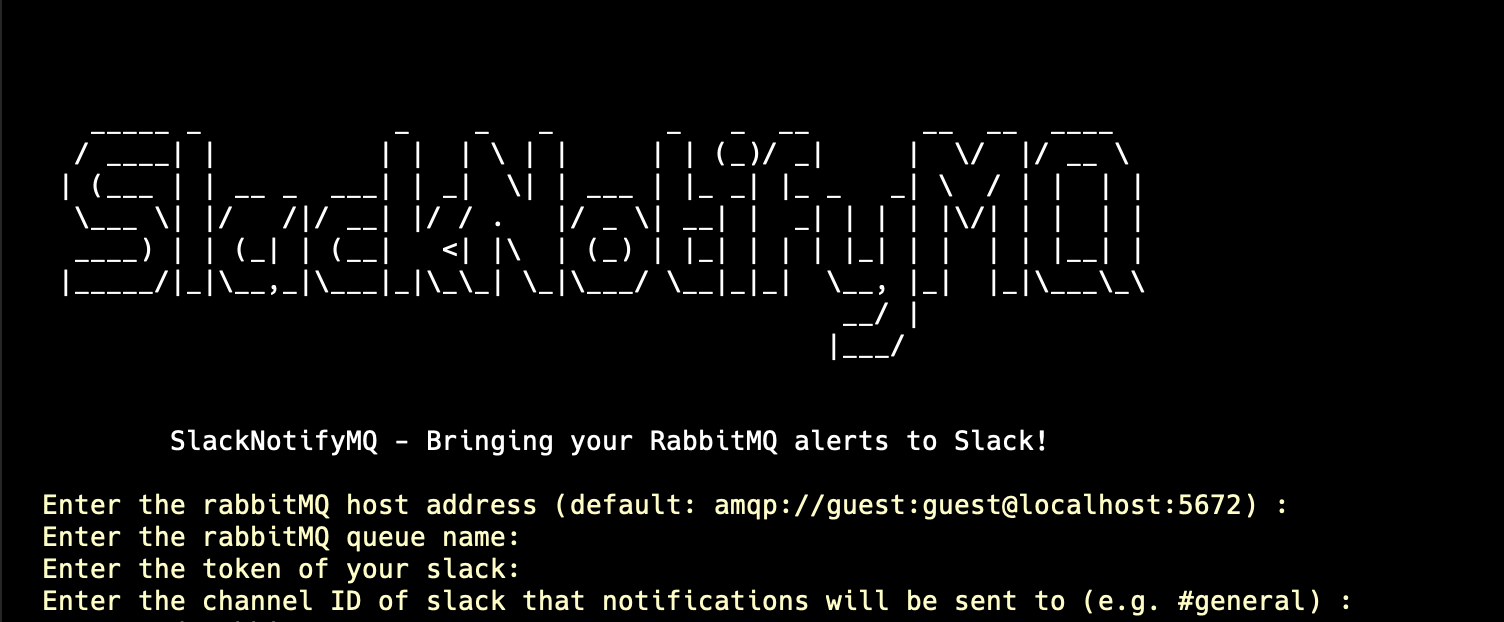 SlackNotifyMQ
SlackNotifyMQ - Bringing your RabbitMQ alerts to Slack!
Enter the rabbitMQ host address (default: amqp://guest:guest@localhost:5672) :
Enter the rabbitMQ queue name:
Enter the token of your slack:
Enter the channel ID of slack that notifications will be sent to (e.g. #general) :